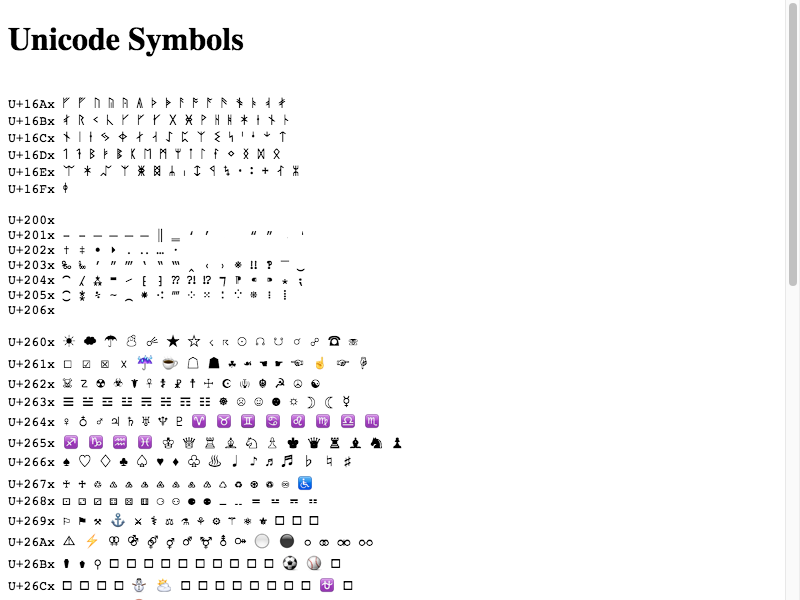 Unicode Symbols
U+16Ax ᚠ ᚡ ᚢ ᚣ ᚤ ᚥ ᚦ ᚧ ᚨ ᚩ ᚪ ᚫ ᚬ ᚭ ᚮ ᚯ
U+16Bx ᚰ ᚱ ᚲ ᚳ ᚴ ᚵ ᚶ ᚷ ᚸ ᚹ ᚺ ᚻ ᚼ ᚽ ᚾ ᚿ
U+16Cx ᛀ ᛁ ᛂ ᛃ ᛄ ᛅ ᛆ ᛇ ᛈ ᛉ ᛊ ᛋ ᛌ ᛍ ᛎ ᛏ
U+16Dx ᛐ ᛑ ᛒ ᛓ ᛔ ᛕ ᛖ ᛗ ᛘ ᛙ ᛚ ᛛ ᛜ ᛝ ᛞ ᛟ
U+16Ex ᛠ ᛡ ᛢ ᛣ ᛤ ᛥ ᛦ ᛧ ᛨ ᛩ ᛪ ᛫ ᛬ ᛭ ᛮ ᛯ
U+16Fx ᛰ
U+200x
U+201x ‐ ‑ ‒ – — ― ‖ ‗ ‘ ’ “ ”
U+202x † ‡ • ‣ ․ ‥ … ‧
U+203x ‰ ‱ ′ ″ ‴ ‵ ‶ ‷ ‸ ‹ › ※ ‼ ‽ ‾ ‿
U+204x ⁀ ⁁ ⁂ ⁃ ⁄ ⁅ ⁆ ⁇ ⁈ ⁉ ⁊ ⁋ ⁌ ⁍ ⁎ ⁏
U+205x ⁐ ⁑ ⁒ ⁓ ⁔ ⁕ ⁖ ⁗ ⁘ ⁙ ⁚ ⁛ ⁜ ⁝ ⁞
U+206x
U+260x ☀ ☁ ☂ ☃ ☄ ★ ☆ ☇ ☈ ☉ ☊ ☋ ☌ ☍ ☎ ☏
U+261x ☐ ☑ ☒ ☓ ☔ ☕ ☖ ☗ ☘ ☙ ☚ ☛ ☜ ☝ ☞ ☟
U+262x ☠ ☡ ☢ ☣ ☤ ☥ ☦ ☧ ☨ ☩ ☪ ☫ ☬ ☭ ☮ ☯
U+263x ☰ ☱ ☲ ☳ ☴ ☵ ☶ ☷ ☸ ☹ ☺ ☻ ☼ ☽ ☾ ☿
U+264x ♀ ♁ ♂ ♃ ♄ ♅ ♆ ♇ ♈ ♉ ♊ ♋ ♌ ♍ ♎ ♏
U+265x ♐ ♑ ♒ ♓ ♔ ♕ ♖ ♗ ♘ ♙ ♚ ♛ ♜ ♝ ♞ ♟
U+266x ♠ ♡ ♢ ♣ ♤ ♥ ♦ ♧ ♨ ♩ ♪ ♫ ♬ ♭ ♮ ♯
U+267x ♰ ♱ ♲ ♳ ♴ ♵ ♶ ♷ ♸ ♹ ♺ ♻ ♼ ♽ ♾ ♿
U+268x ⚀ ⚁ ⚂ ⚃ ⚄ ⚅ ⚆ ⚇ ⚈ ⚉ ⚊ ⚋ ⚌ ⚍ ⚎ ⚏
U+269x ⚐ ⚑ ⚒ ⚓ ⚔ ⚕ ⚖ ⚗ ⚘ ⚙ ⚚ ⚛ ⚜
U+26Ax ⚠ ⚡ ⚢ ⚣ ⚤ ⚥ ⚦ ⚧ ⚨ ⚩ ⚪ ⚫ ⚬ ⚭ ⚮ ⚯
U+26Bx ⚰ ⚱ ⚲ ⚽ ⚾
U+26Cx ⛄ ⛅ ⛎